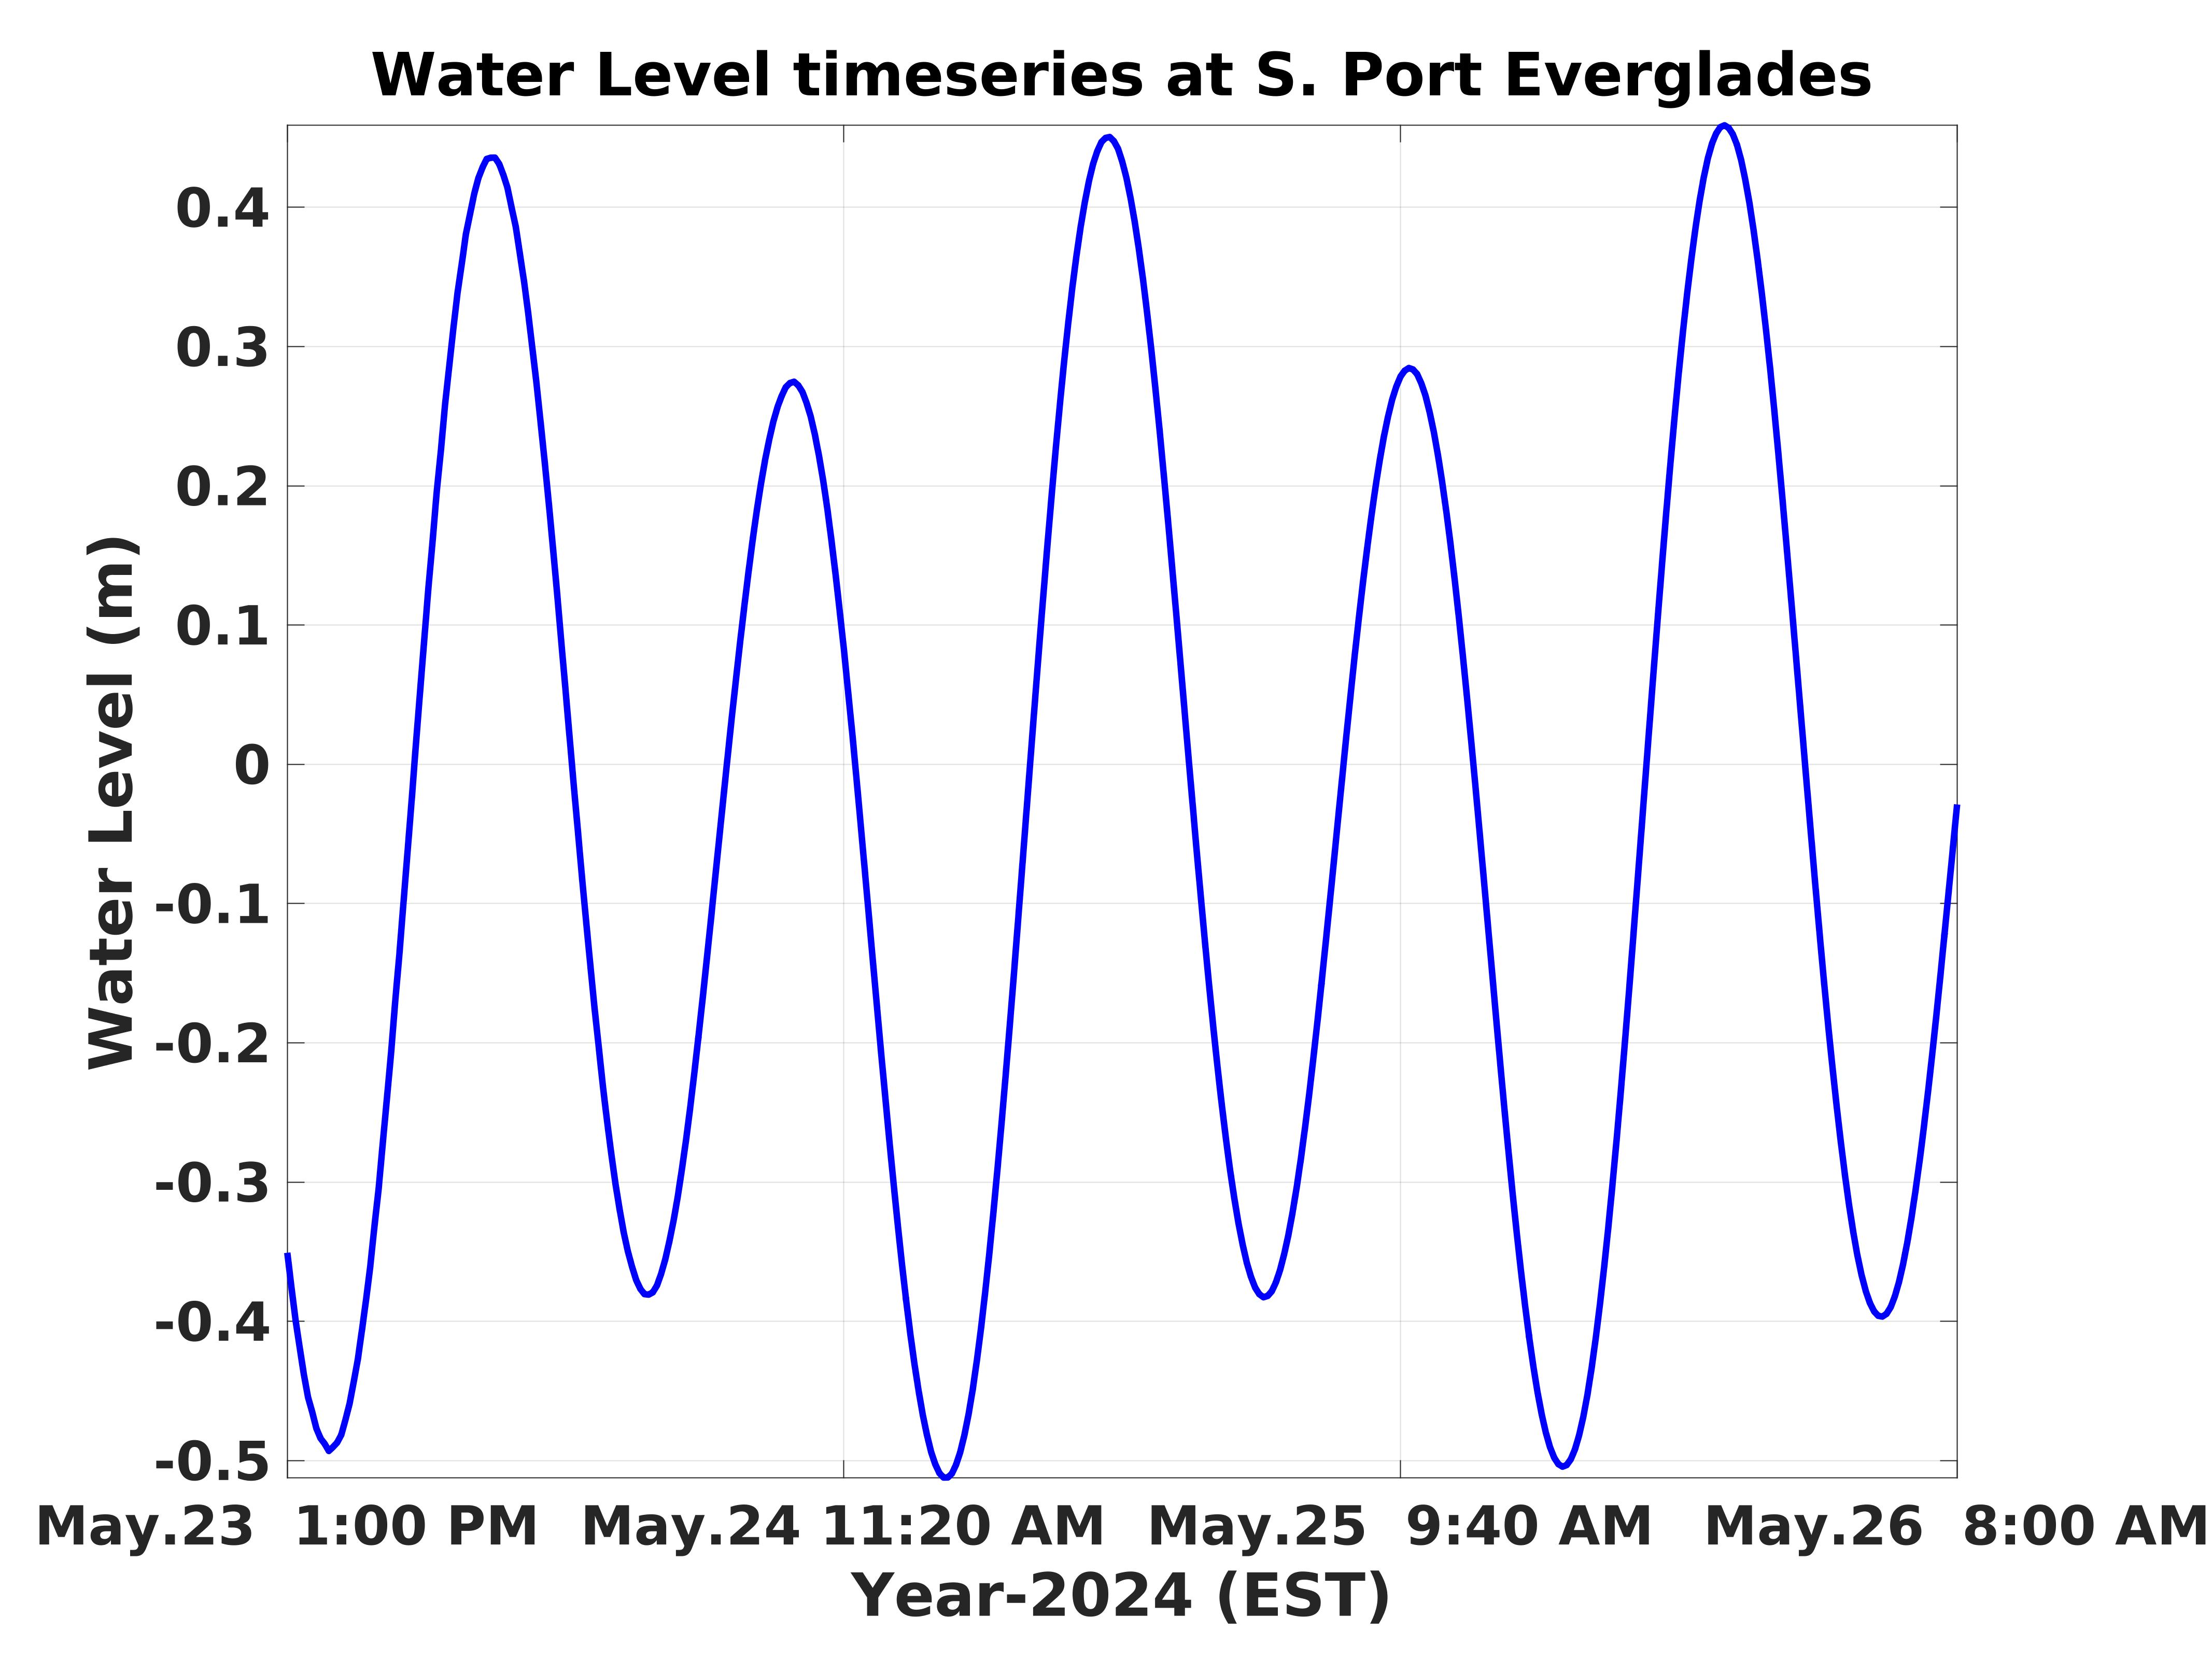 Water Level timeseries at S. Port Everglades
Water Level (m)
0.4
0.3
0.2
0.1
0
-0.1
-0.2
-0.3
-0.4
-0.5
May.23 1:00 PM May.24 11:20 AM May.25 9:40 AM May.26 8:00 AM
Year-2024 (EST)